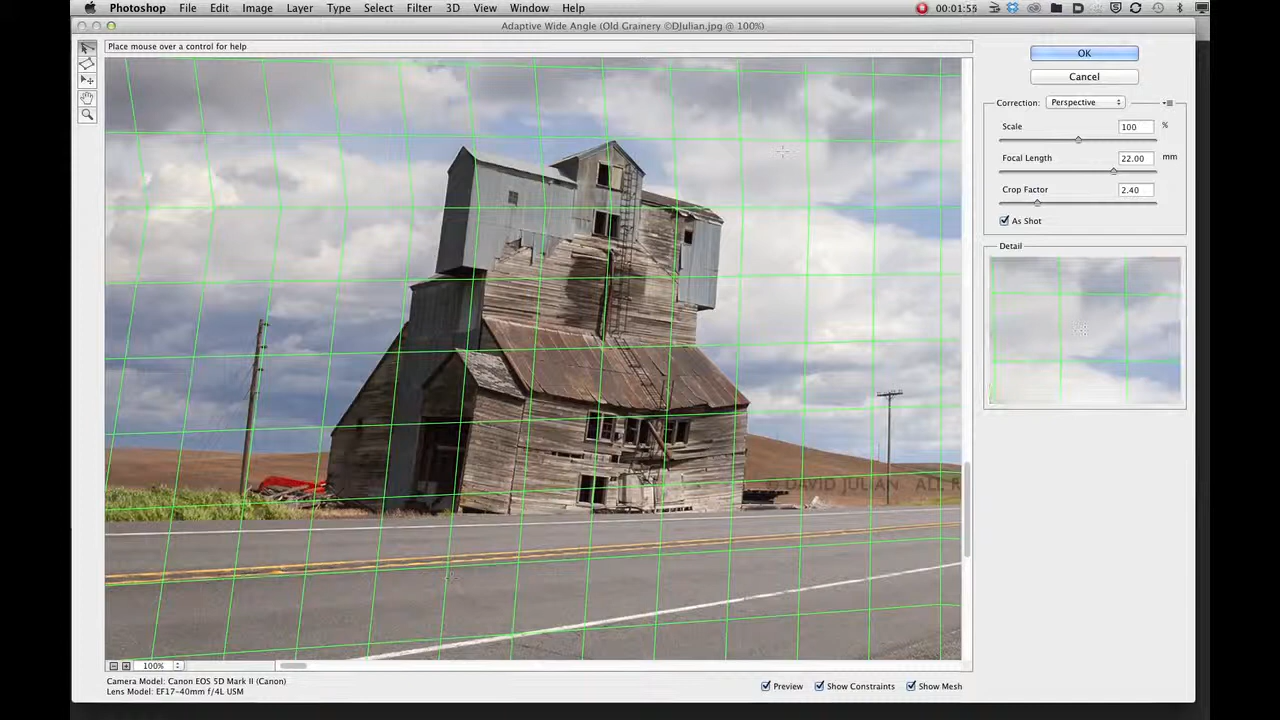 Photoshop File Edit Image Layer Type Select Filter 3D View Window Help 00:01:55
Adaptive Wide Angle (Old Grainery ©DJulian.jpg @ 100%)
Place mouse over a control for help
OK
Cancel
Correction: Perspective
Scale 100 %
Focal Length 22.00 mm
Crop Factor 2.40
As Shot
Detail
© DAVID JULIAN ALL R
100%
Camera Model: Canon EOS 5D Mark II (Canon)
Lens Model: EF17-40mm f/4L USM
Preview Show Constraints Show Mesh